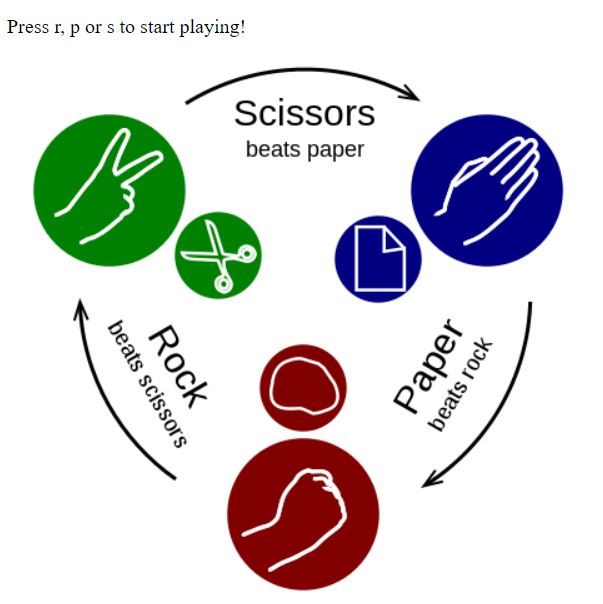 Press r, p or s to start playing!
Scissors
beats paper
Rock
beats scissors
Paper
beats rock